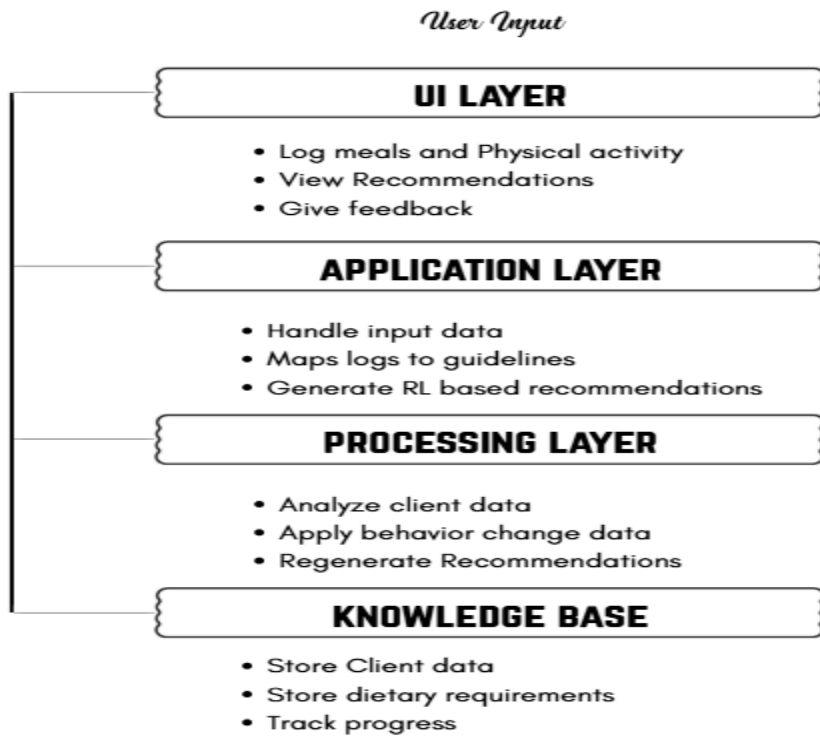 User Input
UI LAYER
• Log meals and Physical activity
• View Recommendations
• Give feedback
APPLICATION LAYER
• Handle input data
• Maps logs to guidelines
• Generate RL based recommendations
PROCESSING LAYER
• Analyze client data
• Apply behavior change data
• Regenerate Recommendations
KNOWLEDGE BASE
• Store Client data
• Store dietary requirements
• Track progress